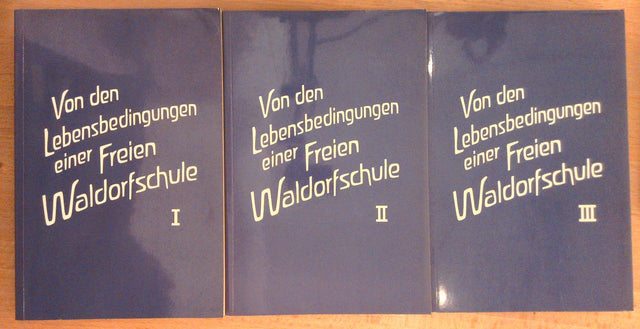 Von den
Lebensbedingungen
einer Freien
Waldorfschule
I
Von den
Lebensbedingungen
einer Freien
Waldorfschule
II
Von den
Lebensbedingungen
einer Freien
Waldorfschule
III